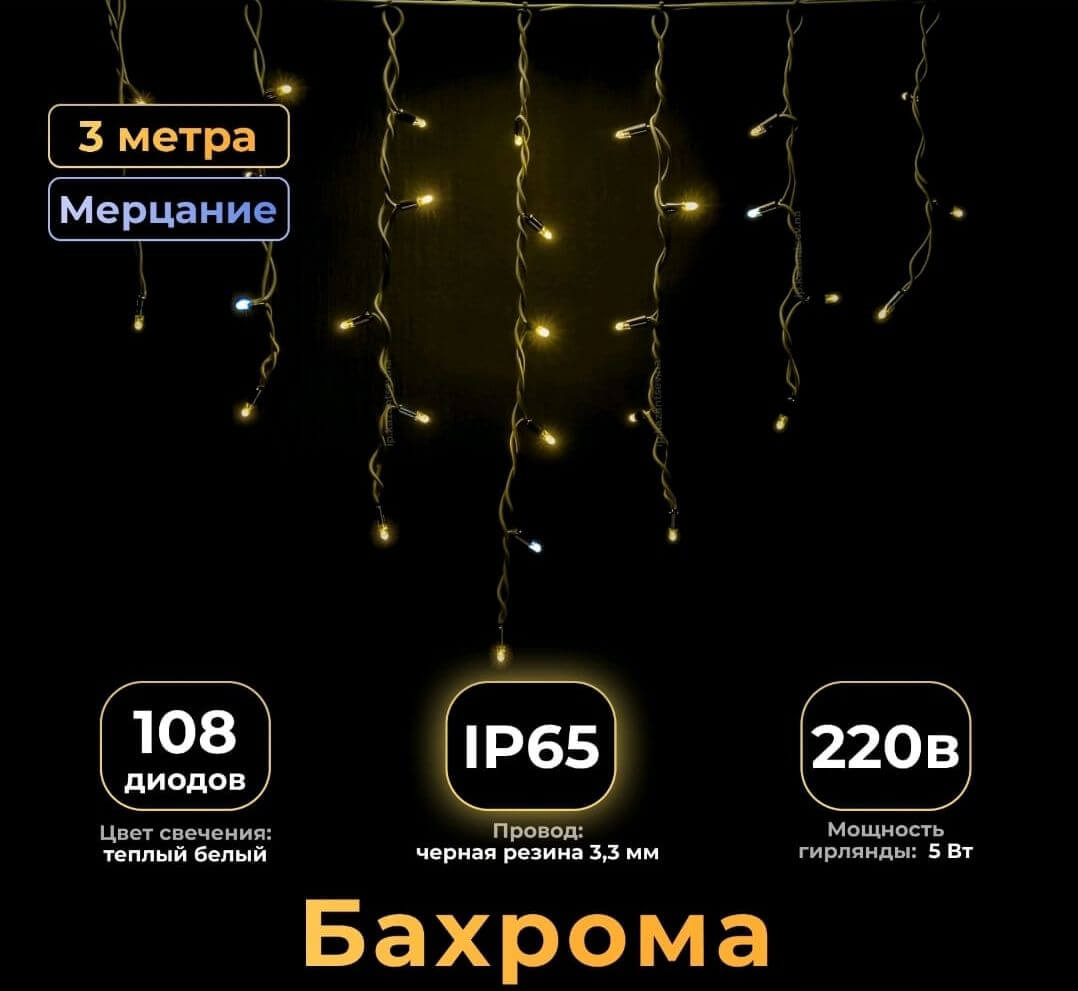 3 метра
Мерцание
108
диодов
Цвет свечения:
теплый белый
IP65
Провод:
черная резина 3,3 мм
220в
Мощность
гирлянды: 5 Вт
Бахрома